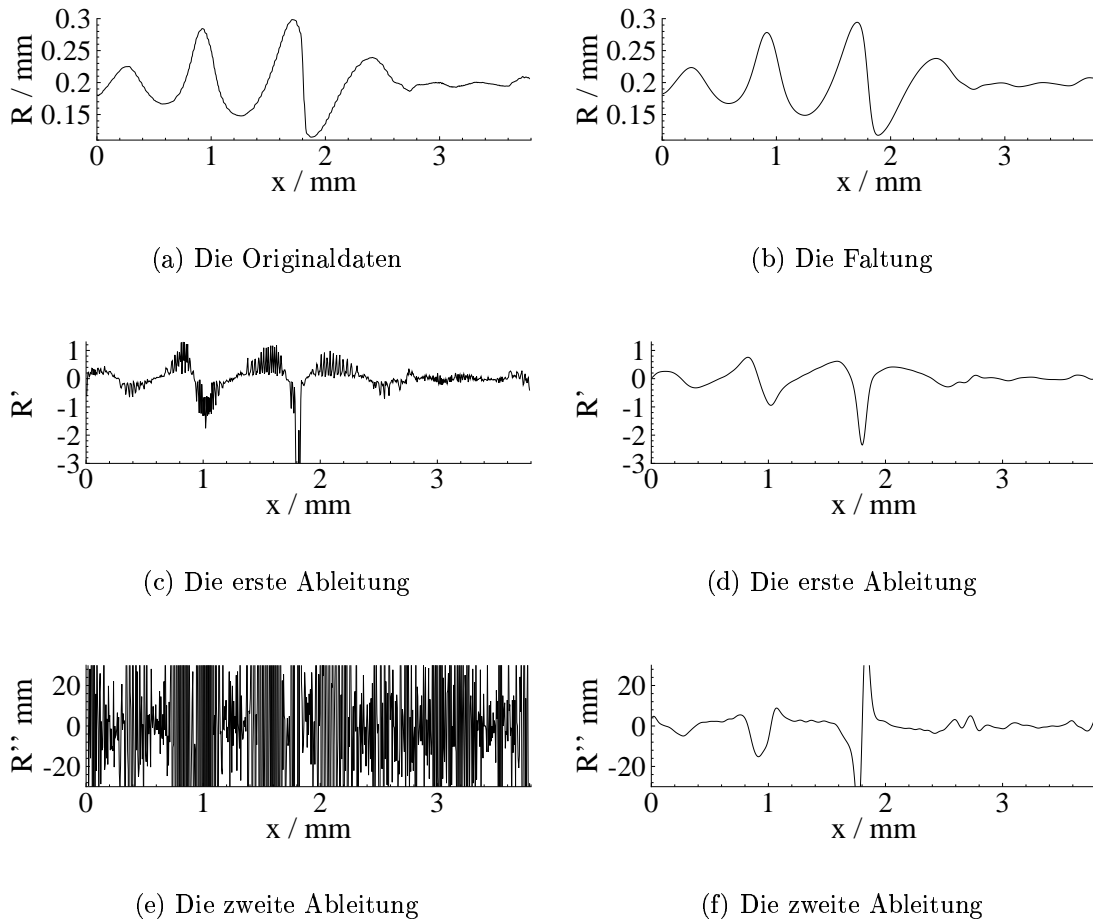 0.3
0.25
0.2
0.15
R / mm
0 1 2 3
x / mm
(a) Die Originaldaten
0.3
0.25
0.2
0.15
R / mm
0 1 2 3
x / mm
(b) Die Faltung
1
0
-1
-2
-3
R'
0 1 2 3
x / mm
(c) Die erste Ableitung
1
0
-1
-2
-3
R'
0 1 2 3
x / mm
(d) Die erste Ableitung
20
0
-20
R'' mm
0 1 2 3
x / mm
(e) Die zweite Ableitung
20
0
-20
R'' mm
0 1 2 3
x / mm
(f) Die zweite Ableitung